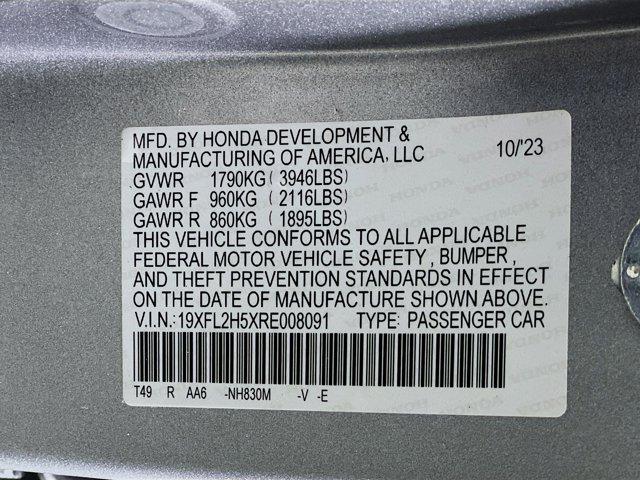 MFD. BY HONDA DEVELOPMENT &
MANUFACTURING OF AMERICA, LLC 10/'23
GVWR 1790KG ( 3946LBS)
GAWR F 960KG ( 2116LBS)
GAWR R 860KG ( 1895LBS)
THIS VEHICLE CONFORMS TO ALL APPLICABLE
FEDERAL MOTOR VEHICLE SAFETY , BUMPER ,
AND THEFT PREVENTION STANDARDS IN EFFECT
ON THE DATE OF MANUFACTURE SHOWN ABOVE.
V.I.N.:19XFL2H5XRE008091 TYPE: PASSENGER CAR
T49 R AA6 -NH830M -V -E